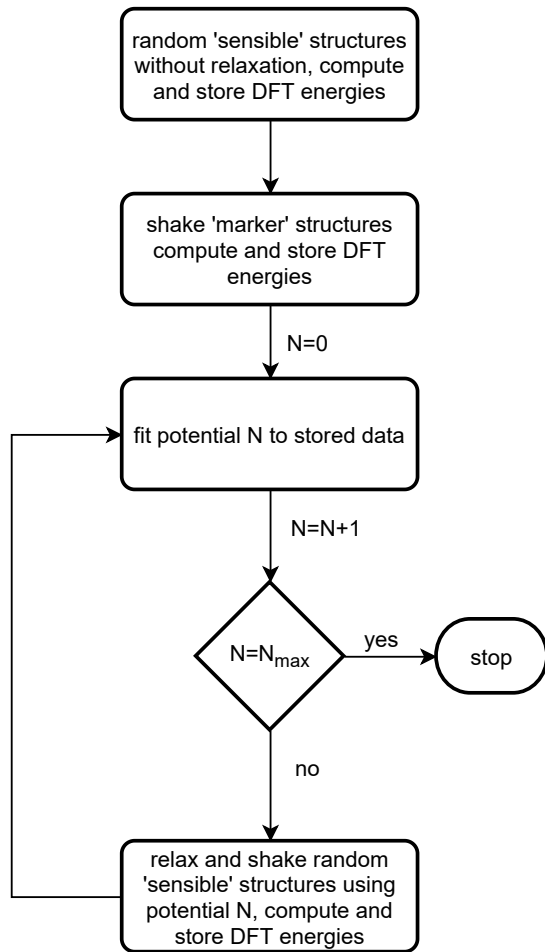 random 'sensible' structures
without relaxation, compute
and store DFT energies
shake 'marker' structures
compute and store DFT
energies
N=0
fit potential N to stored data
N=N+1
N=Nmax
yes
stop
no
relax and shake random
'sensible' structures using
potential N, compute and
store DFT energies